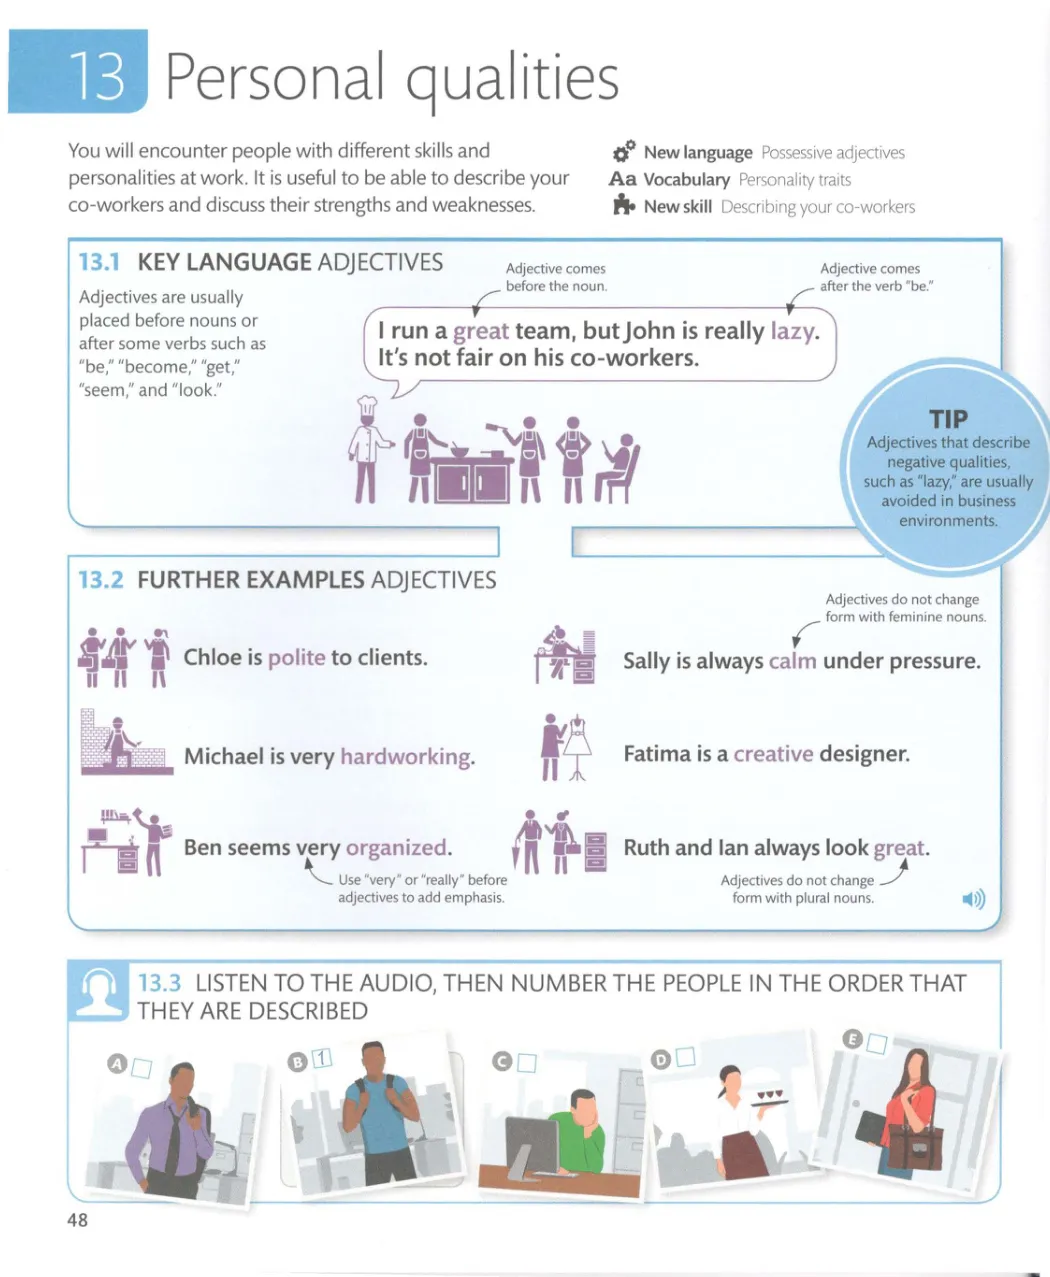 13 Personal qualities
You will encounter people with different skills and
personalities at work. It is useful to be able to describe your
co-workers and discuss their strengths and weaknesses.
New language Possessive adjectives
Aa Vocabulary Personality traits
New skill Describing your co-workers
13.1 KEY LANGUAGE ADJECTIVES
Adjectives are usually
placed before nouns or
after some verbs such as
"be," "become," "get,"
"seem," and "look."
Adjective comes
before the noun.
Adjective comes
after the verb "be."
I run a great team, but John is really lazy.
It's not fair on his co-workers.
TIP
Adjectives that describe
negative qualities,
such as "lazy," are usually
avoided in business
environments.
13.2 FURTHER EXAMPLES ADJECTIVES
Chloe is polite to clients.
Michael is very hardworking.
Ben seems very organized.
Use "very" or "really" before
adjectives to add emphasis.
Adjectives do not change
form with feminine nouns.
Sally is always calm under pressure.
Fatima is a creative designer.
Ruth and Ian always look great.
Adjectives do not change
form with plural nouns.
13.3 LISTEN TO THE AUDIO, THEN NUMBER THE PEOPLE IN THE ORDER THAT
THEY ARE DESCRIBED
A
B 1
C
D
E
48